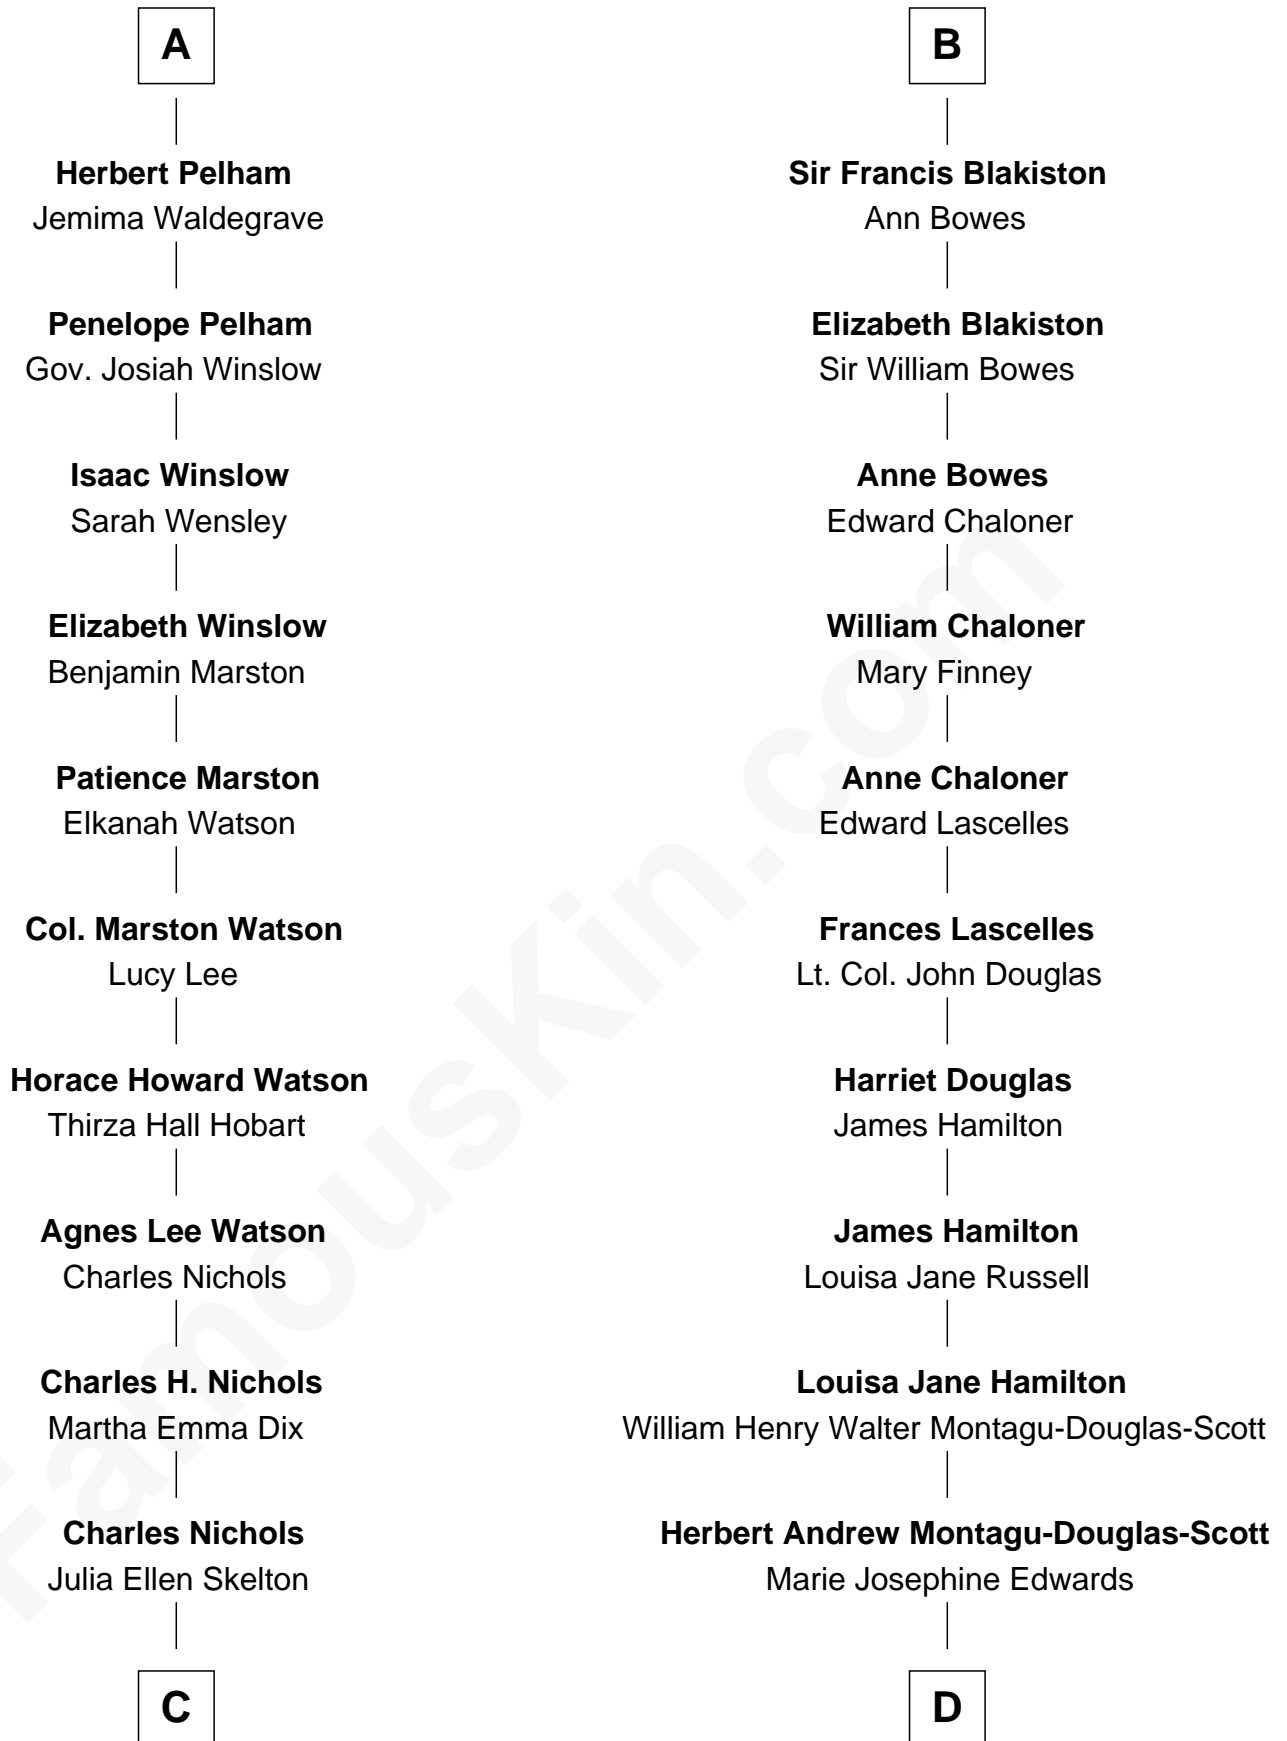 A
Herbert Pelham
Jemima Waldegrave
Penelope Pelham
Gov. Josiah Winslow
Isaac Winslow
Sarah Wensley
Elizabeth Winslow
Benjamin Marston
Patience Marston
Elkanah Watson
Col. Marston Watson
Lucy Lee
Horace Howard Watson
Thirza Hall Hobart
Agnes Lee Watson
Charles Nichols
Charles H. Nichols
Martha Emma Dix
Charles Nichols
Julia Ellen Skelton
C
B
Sir Francis Blakiston
Ann Bowes
Elizabeth Blakiston
Sir William Bowes
Anne Bowes
Edward Chaloner
William Chaloner
Mary Finney
Anne Chaloner
Edward Lascelles
Frances Lascelles
Lt. Col. John Douglas
Harriet Douglas
James Hamilton
James Hamilton
Louisa Jane Russell
Louisa Jane Hamilton
William Henry Walter Montagu-Douglas-Scott
Herbert Andrew Montagu-Douglas-Scott
Marie Josephine Edwards
D
FamousKin.com